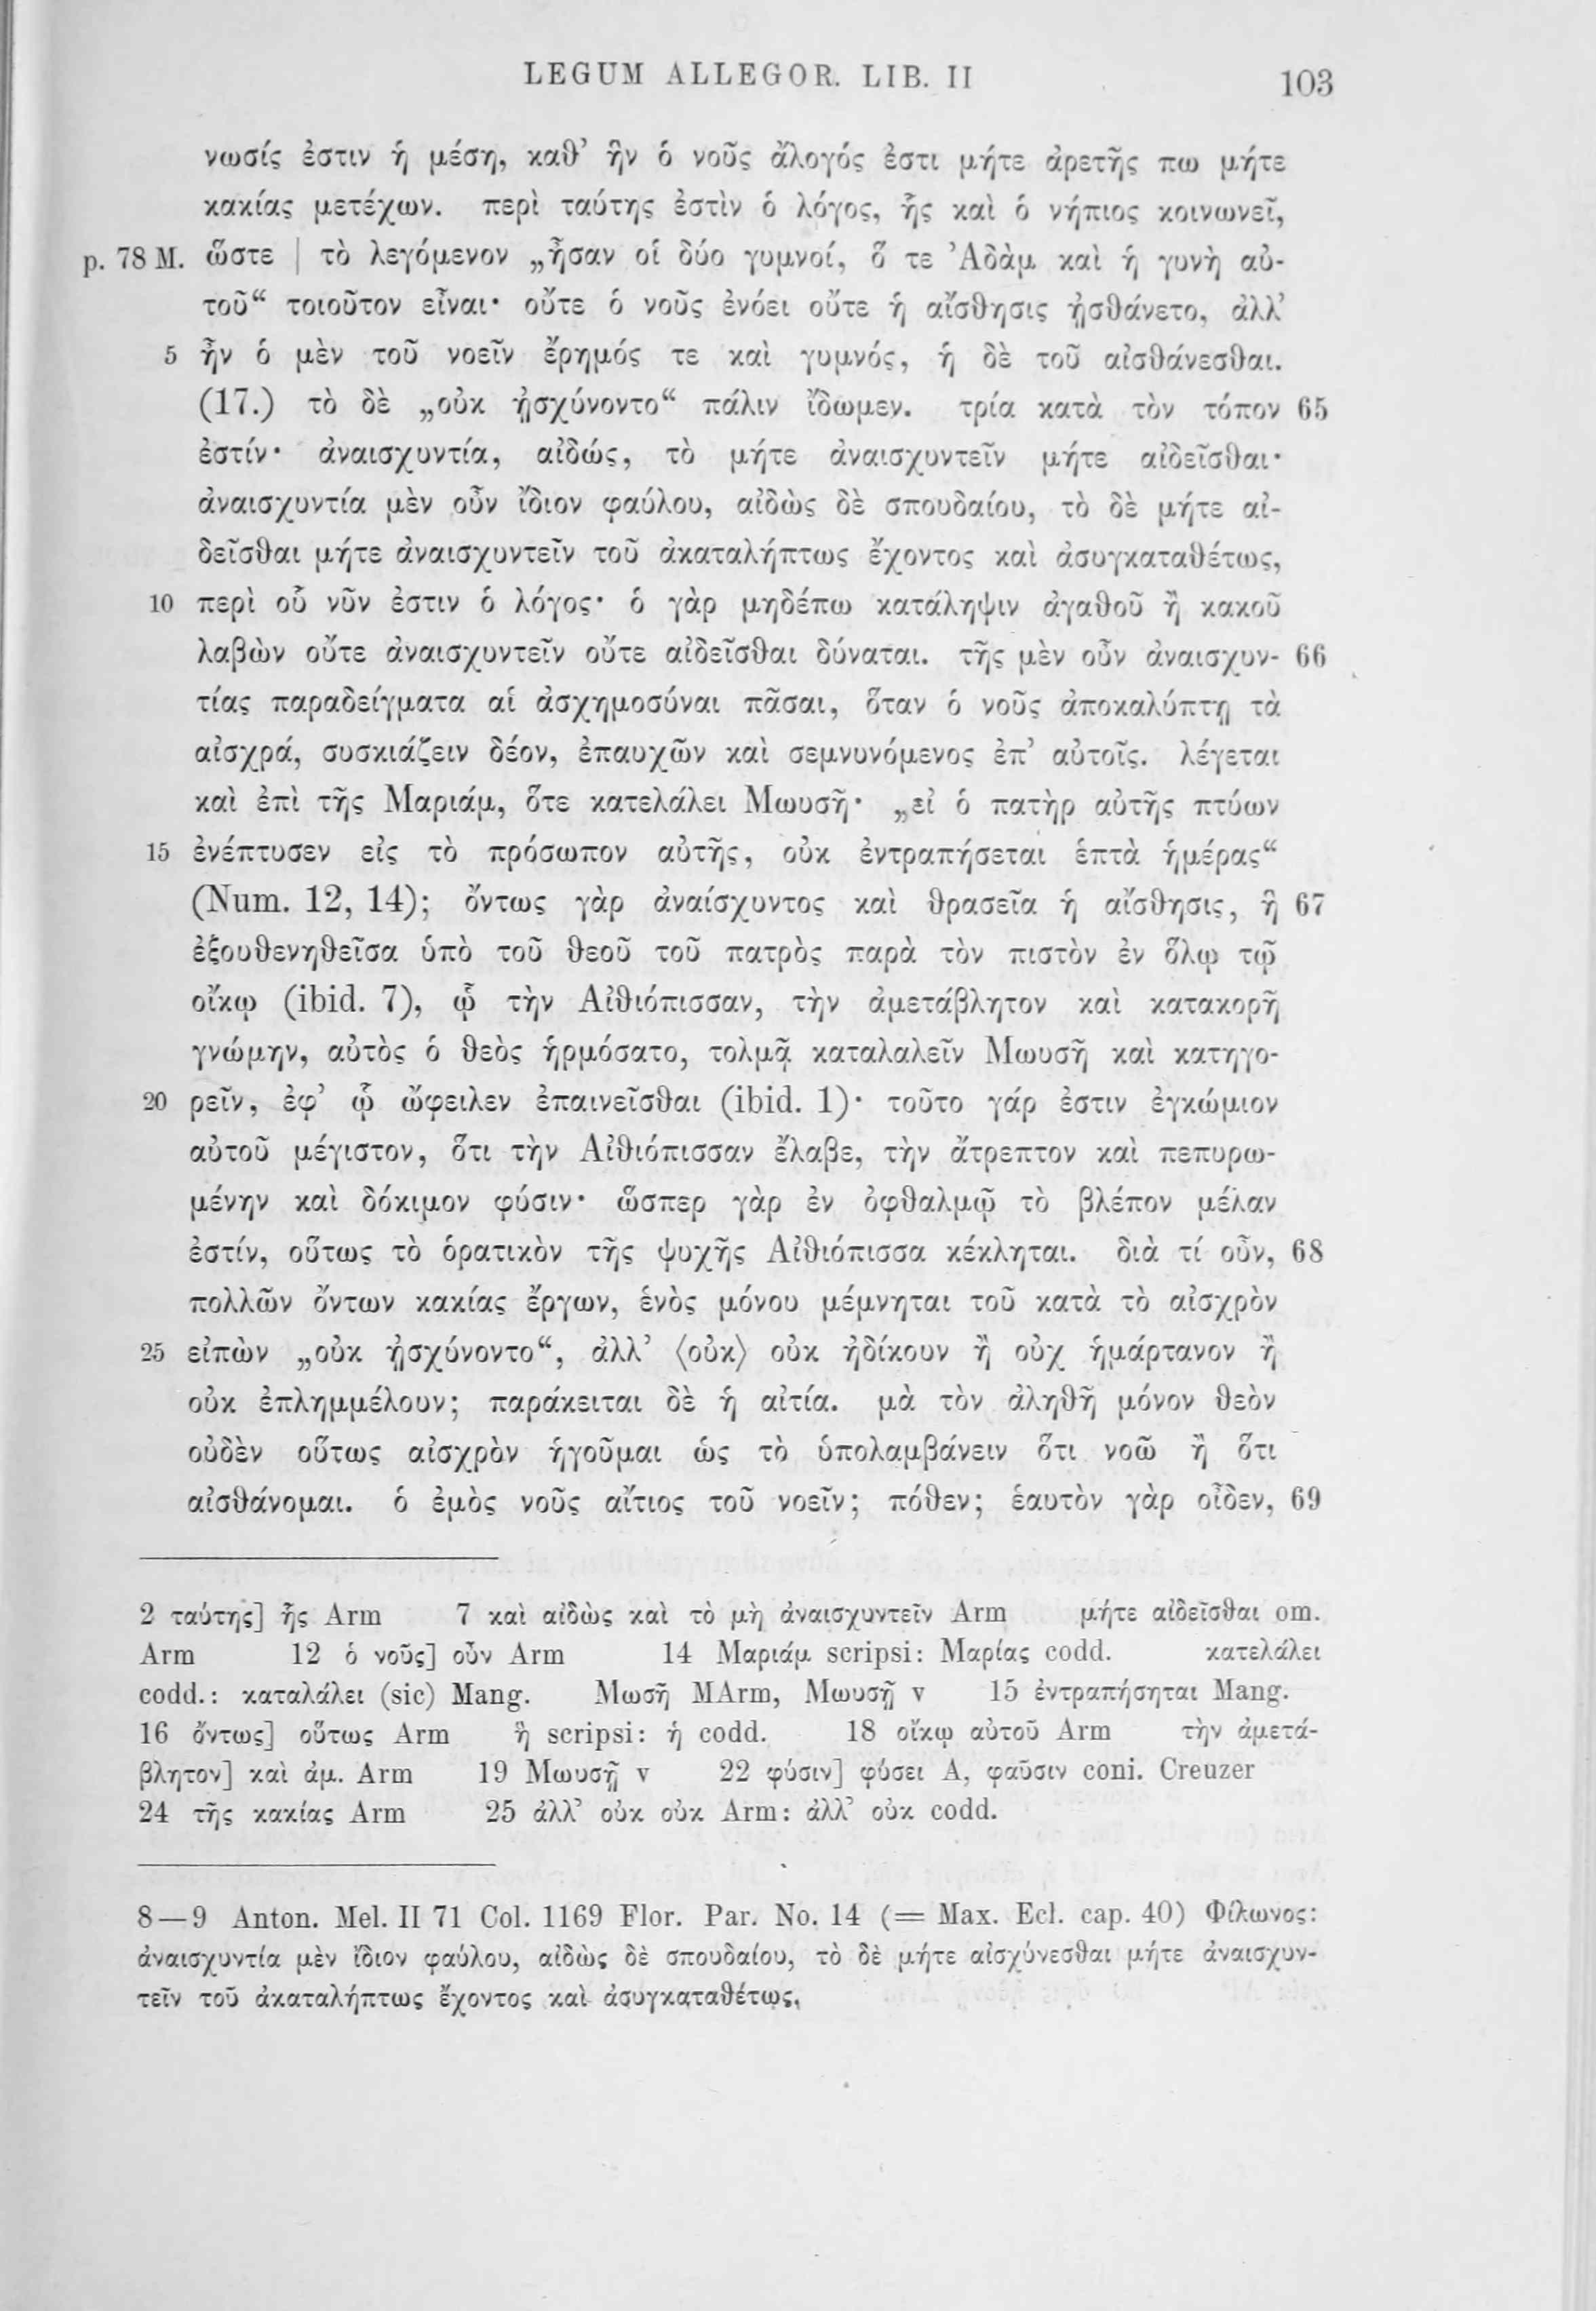 LEGUM ALLEGOR. LIB. II 103
νωσίς ἐστιν ἡ μέση, καθ’ ἣν ὁ νοῦς ἄλογός ἐστι μήτε ἀρετῆς πω μήτε
κακίας μετέχων. περὶ ταύτης ἐστὶν ὁ λόγος, ἧς καὶ ὁ νήπιος κοινωνεῖ,
p. 78 M. ὥστε | τὸ λεγόμενον „ἦσαν οἱ δύο γυμνοί, ὅ τε Ἀδὰμ καὶ ἡ γυνὴ αὐ-
τοῦ“ τοιοῦτον εἶναι· οὔτε ὁ νοῦς ἐνόει οὔτε ἡ αἴσθησις ᾐσθάνετο, ἀλλ’
5 ἦν ὁ μὲν τοῦ νοεῖν ἔρημός τε καὶ γυμνός, ἡ δὲ τοῦ αἰσθάνεσθαι.
(17.) τὸ δὲ „οὐκ ᾐσχύνοντο“ πάλιν ἴδωμεν. τρία κατὰ τὸν τόπον 65
ἐστίν· ἀναισχυντία, αἰδώς, τὸ μήτε ἀναισχυντεῖν μήτε αἰδεῖσθαι·
ἀναισχυντία μὲν οὖν ἴδιον φαύλου, αἰδὼς δὲ σπουδαίου, τὸ δὲ μήτε αἰ-
δεῖσθαι μήτε ἀναισχυντεῖν τοῦ ἀκαταλήπτως ἔχοντος καὶ ἀσυγκαταθέτως,
10 περὶ οὗ νῦν ἐστιν ὁ λόγος· ὁ γὰρ μηδέπω κατάληψιν ἀγαθοῦ ἢ κακοῦ
λαβὼν οὔτε ἀναισχυντεῖν οὔτε αἰδεῖσθαι δύναται. τῆς μὲν οὖν ἀναισχυν- 66
τίας παραδείγματα αἱ ἀσχημοσύναι πᾶσαι, ὅταν ὁ νοῦς ἀποκαλύπτῃ τὰ
αἰσχρά, συσκιάζειν δέον, ἐπαυχῶν καὶ σεμνυνόμενος ἐπ’ αὐτοῖς. λέγεται
καὶ ἐπὶ τῆς Μαριάμ, ὅτε κατελάλει Μωυσῆ· „εἰ ὁ πατὴρ αὐτῆς πτύων
15 ἐνέπτυσεν εἰς τὸ πρόσωπον αὐτῆς, οὐκ ἐντραπήσεται ἑπτὰ ἡμέρας“
(Num. 12, 14); ὄντως γὰρ ἀναίσχυντος καὶ θρασεῖα ἡ αἴσθησις, ἣ 67
ἐξουθενηθεῖσα ὑπὸ τοῦ θεοῦ τοῦ πατρὸς παρὰ τὸν πιστὸν ἐν ὅλῳ τῷ
οἴκῳ (ibid. 7), ᾧ τὴν Αἰθιόπισσαν, τὴν ἀμετάβλητον καὶ κατακορῆ
γνώμην, αὐτὸς ὁ θεὸς ἡρμόσατο, τολμᾷ καταλαλεῖν Μωυσῆ καὶ κατηγο-
20 ρεῖν, ἐφ’ ᾧ ὤφειλεν ἐπαινεῖσθαι (ibid. 1)· τοῦτο γάρ ἐστιν ἐγκώμιον
αὐτοῦ μέγιστον, ὅτι τὴν Αἰθιόπισσαν ἔλαβε, τὴν ἄτρεπτον καὶ πεπυρω-
μένην καὶ δόκιμον φύσιν· ὥσπερ γὰρ ἐν ὀφθαλμῷ τὸ βλέπον μέλαν
ἐστίν, οὕτως τὸ ὁρατικὸν τῆς ψυχῆς Αἰθιόπισσα κέκληται. διὰ τί οὖν, 68
πολλῶν ὄντων κακίας ἔργων, ἑνὸς μόνου μέμνηται τοῦ κατὰ τὸ αἰσχρὸν
25 εἰπὼν „οὐκ ᾐσχύνοντο“, ἀλλ’ ⟨οὐκ⟩ οὐκ ἠδίκουν ἢ οὐχ ἡμάρτανον ἢ
οὐκ ἐπλημμέλουν; παράκειται δὲ ἡ αἰτία. μὰ τὸν ἀληθῆ μόνον θεὸν
οὐδὲν οὕτως αἰσχρὸν ἡγοῦμαι ὡς τὸ ὑπολαμβάνειν ὅτι νοῶ ἢ ὅτι
αἰσθάνομαι. ὁ ἐμὸς νοῦς αἴτιος τοῦ νοεῖν; πόθεν; ἑαυτὸν γὰρ οἶδεν, 69
2 ταύτης] ἧς Arm 7 καὶ αἰδὼς καὶ τὸ μὴ ἀναισχυντεῖν Arm μήτε αἰδεῖσθαι om.
Arm 12 ὁ νοῦς] οὖν Arm 14 Μαριάμ scripsi: Μαρίας codd. κατελάλει
codd.: καταλάλει (sic) Mang. Μωσῆ MArm, Μωυσῇ v 15 ἐντραπήσηται Mang.
16 ὄντως] οὕτως Arm ἣ scripsi: ἡ codd. 18 οἴκῳ αὐτοῦ Arm τὴν ἀμετά-
βλητον] καὶ ἀμ. Arm 19 Μωυσῇ v 22 φύσιν] φύσει A, φαῦσιν coni. Creuzer
24 τῆς κακίας Arm 25 ἀλλ’ οὐκ οὐκ Arm: ἀλλ’ οὐκ codd.
8—9 Anton. Mel. II 71 Col. 1169 Flor. Par. No. 14 (= Max. Ecl. cap. 40) Φίλωνος:
ἀναισχυντία μὲν ἴδιον φαύλου, αἰδὼς δὲ σπουδαίου, τὸ δὲ μήτε αἰσχύνεσθαι μήτε ἀναισχυν-
τεῖν τοῦ ἀκαταλήπτως ἔχοντος καὶ ἀσυγκαταθέτως.